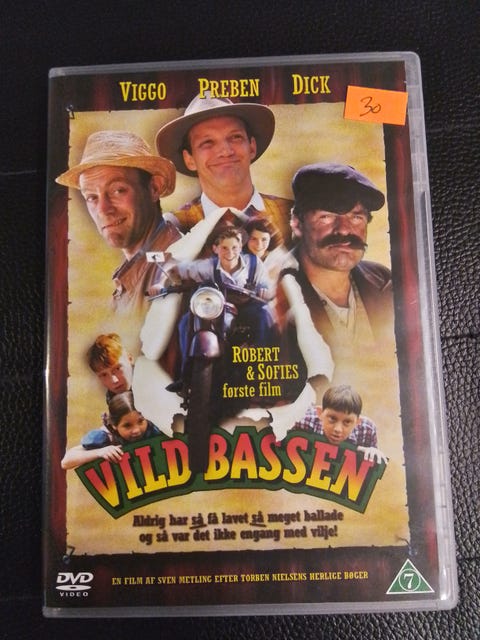 VIGGO PREBEN DICK
30
ROBERT
& SOFIES
første film
VILD BASSEN
Aldrig har så få lavet så meget ballade
og så var det ikke engang med vilje!
DVD
VIDEO
EN FILM AF SVEN METLING EFTER TORBEN NIELSENS HERLIGE BØGER
7